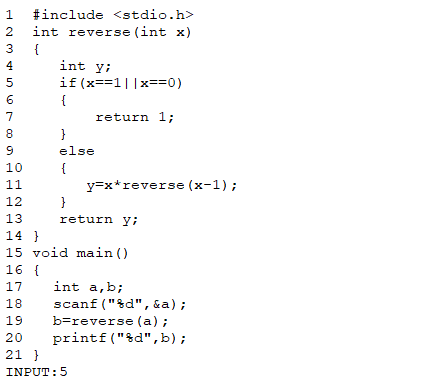 1 #include <stdio.h>
2 int reverse(int x)
3 {
4 int y;
5 if(x==1||x==0)
6 {
7 return 1;
8 }
9 else
10 {
11 y=x*reverse(x-1);
12 }
13 return y;
14 }
15 void main()
16 {
17 int a,b;
18 scanf("%d",&a);
19 b=reverse(a);
20 printf("%d",b);
21 }
INPUT:5